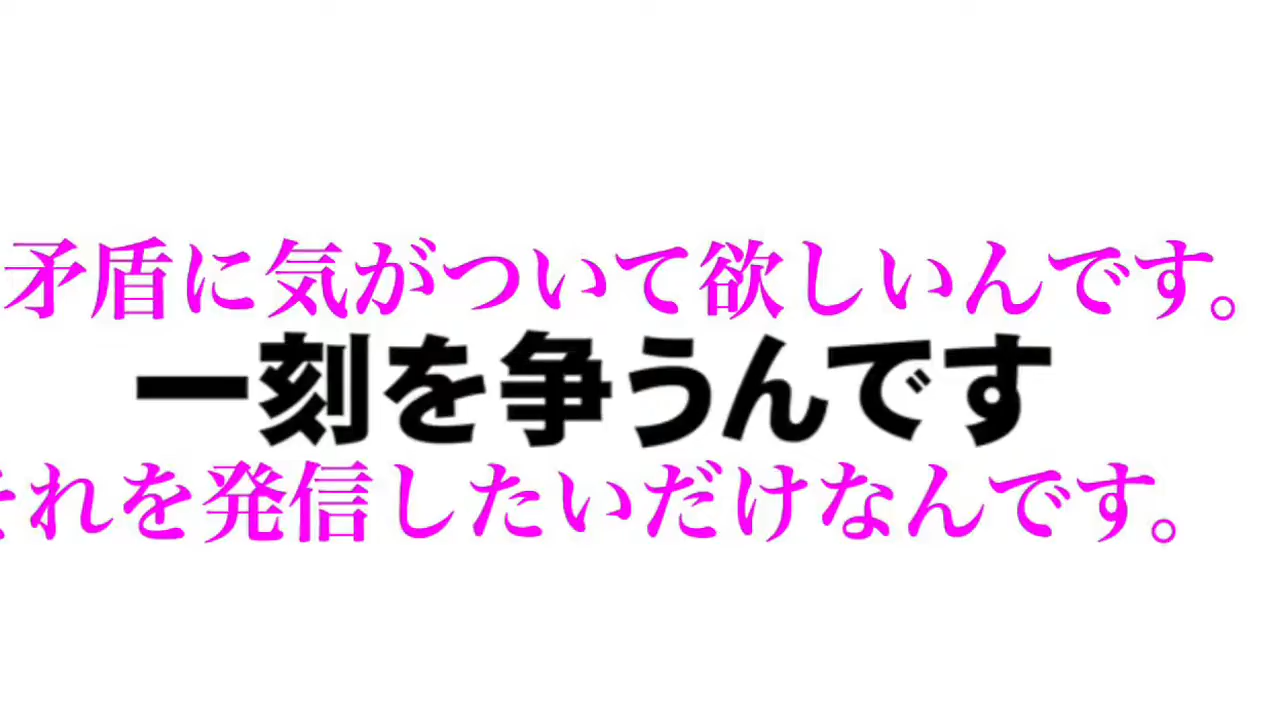 矛盾に気がついて欲しいんです。
一刻を争うんです
それを発信したいだけなんです。